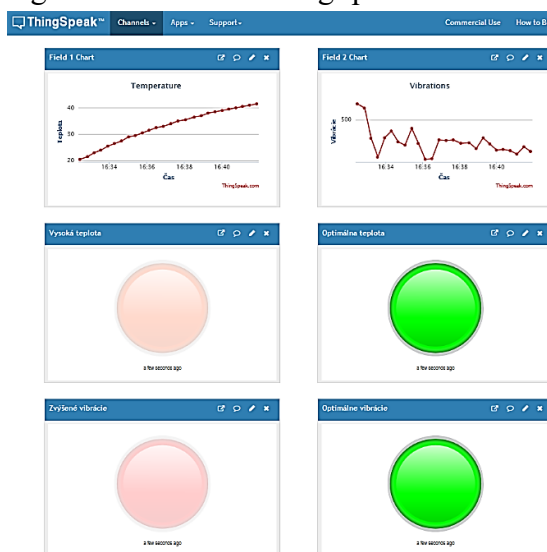 ThingSpeak™ Channels Apps Support Commercial Use How to B
Field 1 Chart
Temperature
40
30
20
Teplota
16:34 16:36 16:38 16:40
Čas
ThingSpeak.com
Field 2 Chart
Vibrations
500
Vibrácie
16:34 16:36 16:38 16:40
Čas
ThingSpeak.com
Vysoká teplota
a few seconds ago
Optimálna teplota
a few seconds ago
Zvýšené vibrácie
a few seconds ago
Optimálne vibrácie
a few seconds ago